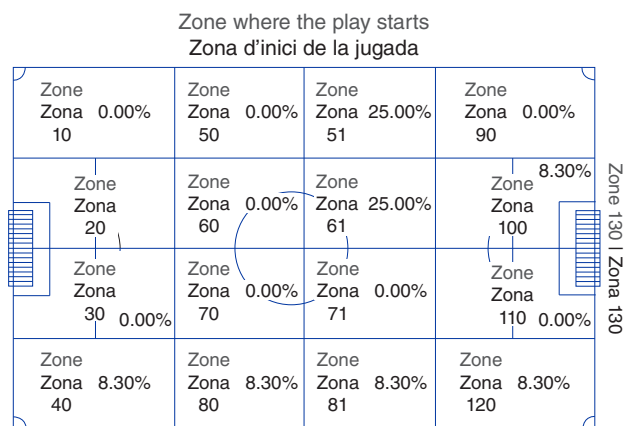 Zone where the play starts
Zona d'inici de la jugada
Zone Zone Zone Zone
Zona 0.00% Zona 0.00% Zona 25.00% Zona 0.00%
10 50 51 90
8.30%
Zone Zone Zone Zone
Zona Zona 0.00% Zona 25.00% Zona
20 60 61 100
Zone Zone Zone Zone
Zona Zona 0.00% Zona 0.00% Zona
30 0.00% 70 71 110 0.00%
Zone Zone Zone Zone
Zona 8.30% Zona 8.30% Zona 8.30% Zona 8.30%
40 80 81 120
Zone 130 | Zona 130